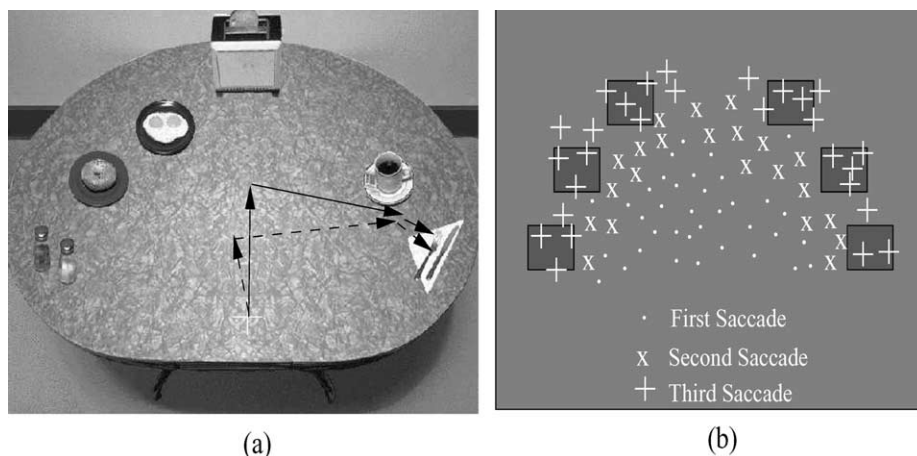 First Saccade
x Second Saccade
+ Third Saccade
(a)
(b)